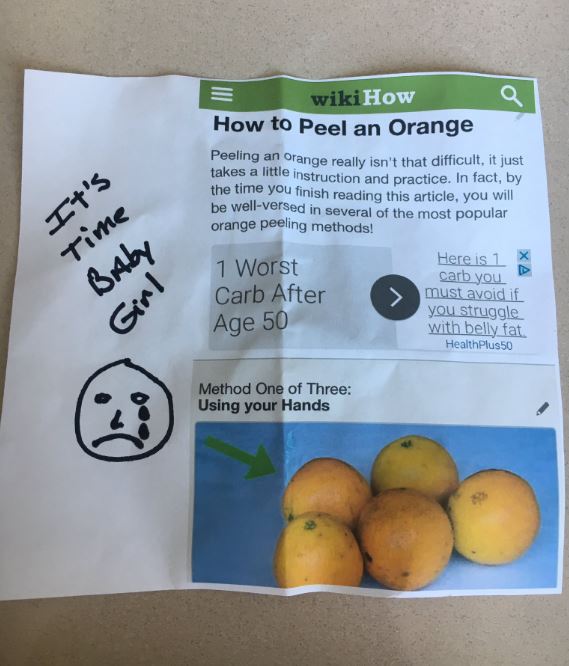 It's
Time
BAby
Girl
wikiHow
How to Peel an Orange
Peeling an orange really isn't that difficult, it just
takes a little instruction and practice. In fact, by
the time you finish reading this article, you will
be well-versed in several of the most popular
orange peeling methods!
1 Worst
Carb After
Age 50
Here is 1
carb you
must avoid if
you struggle
with belly fat.
HealthPlus50
Method One of Three:
Using your Hands